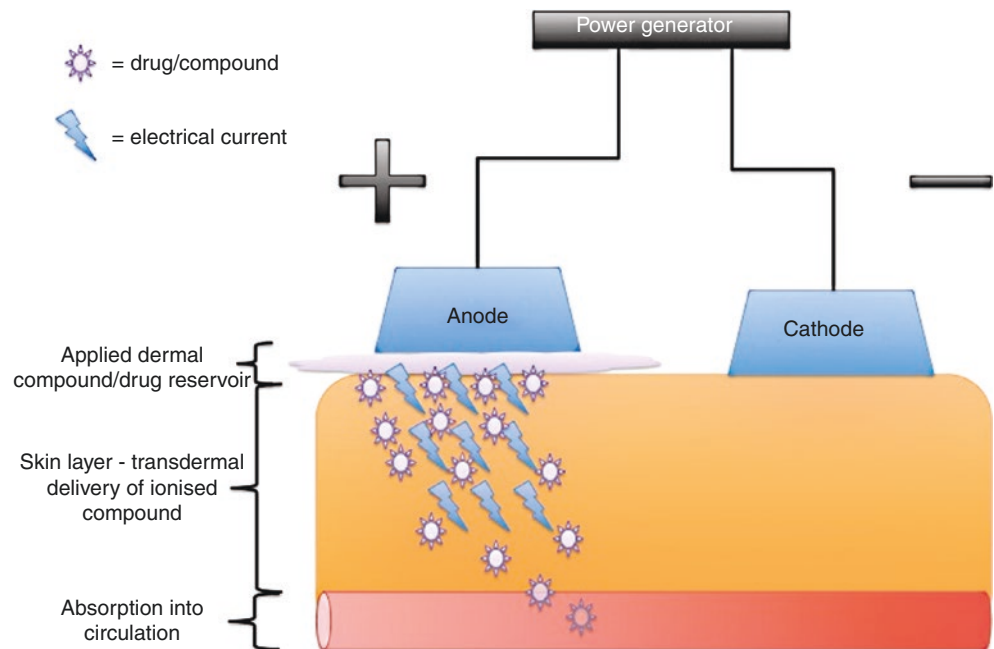 Power generator
= drug/compound
= electrical current
Anode
Cathode
Applied dermal
compound/drug reservoir
Skin layer - transdermal
delivery of ionised
compound
Absorption into
circulation